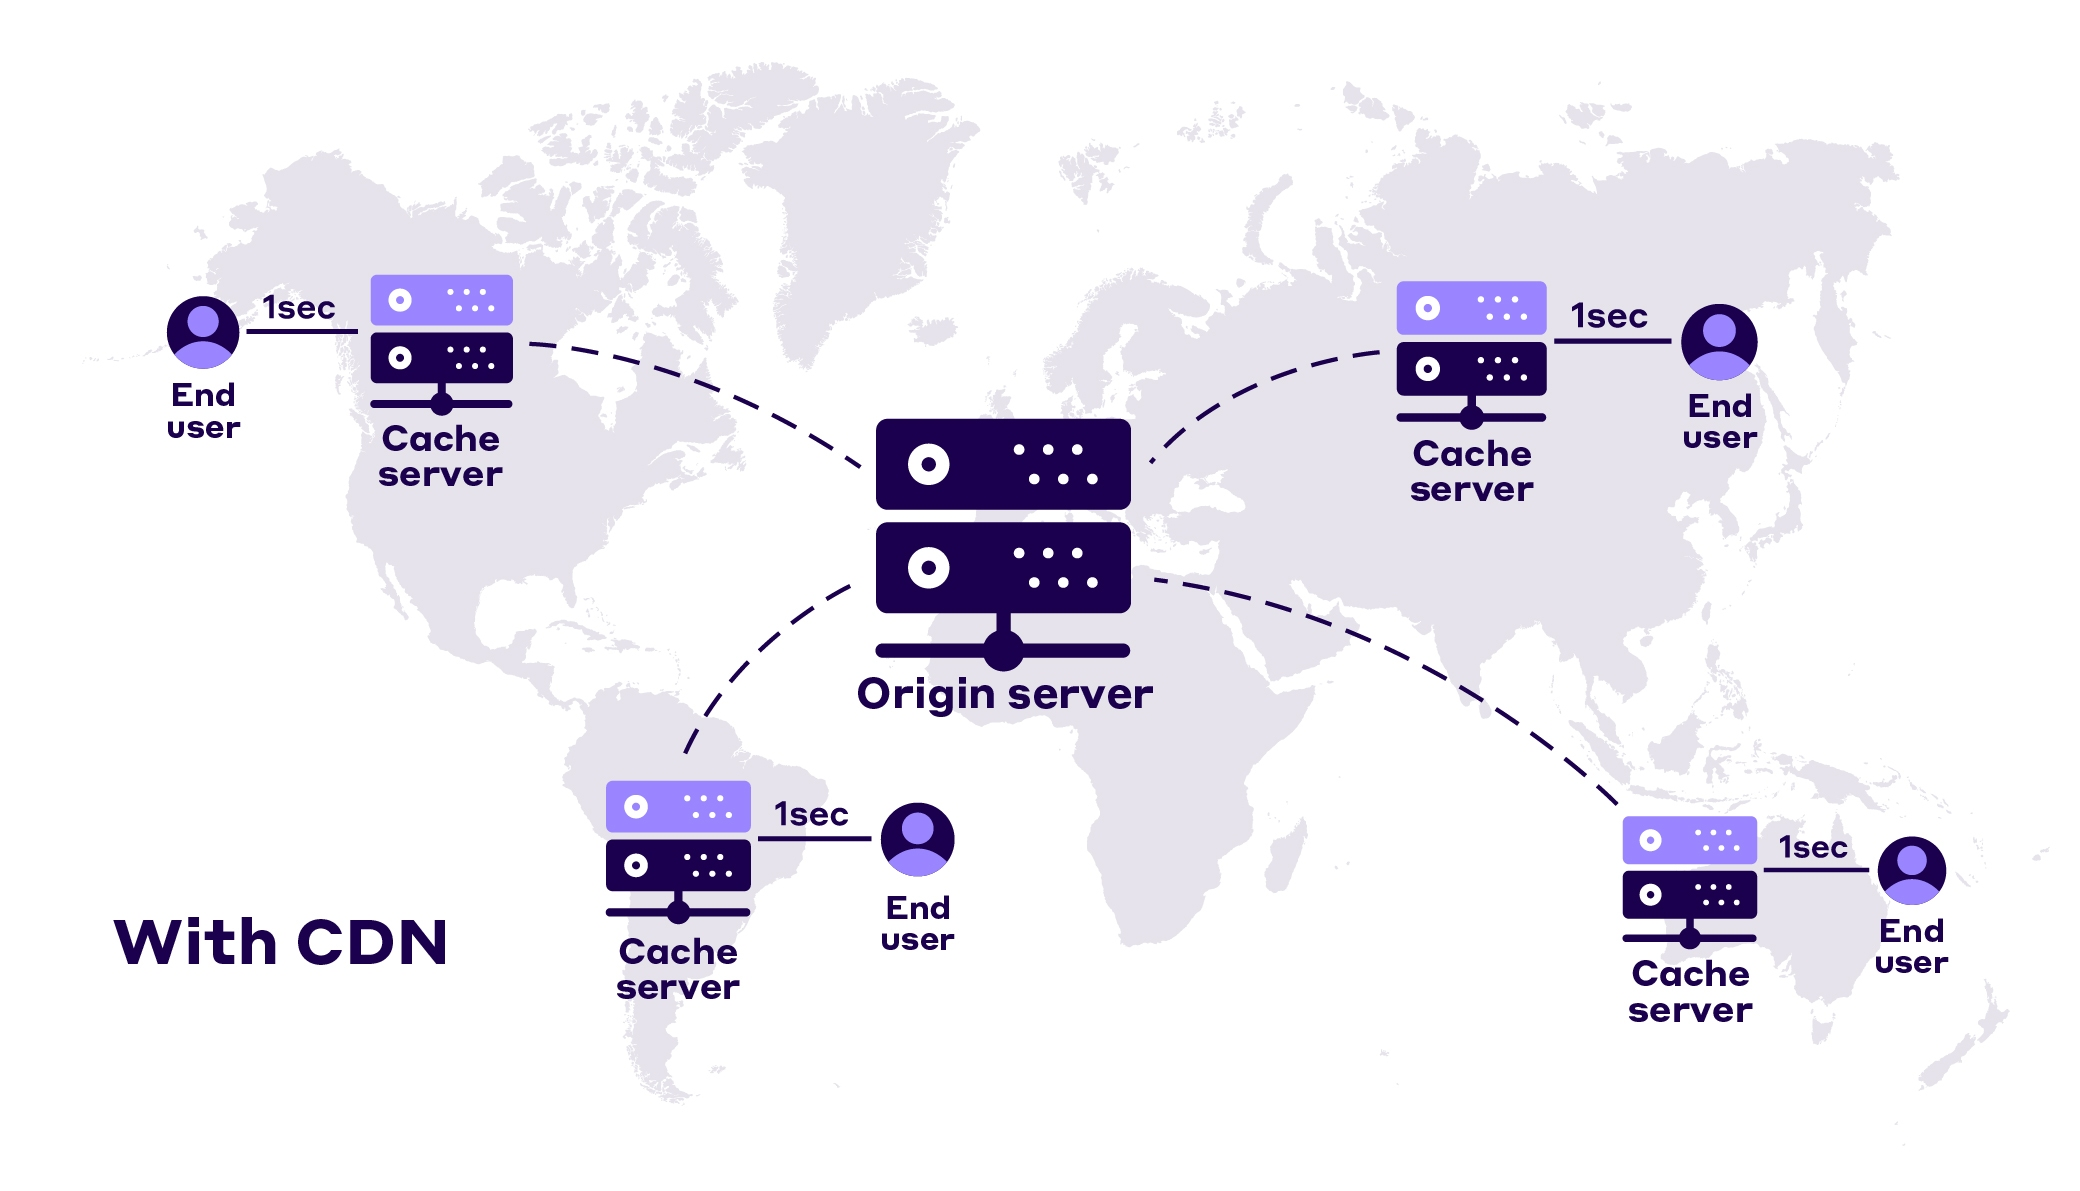 1sec
End
user
Cache
server
1sec
End
user
Cache
server
Origin server
1sec
End
user
Cache
server
1sec
End
user
Cache
server
With CDN